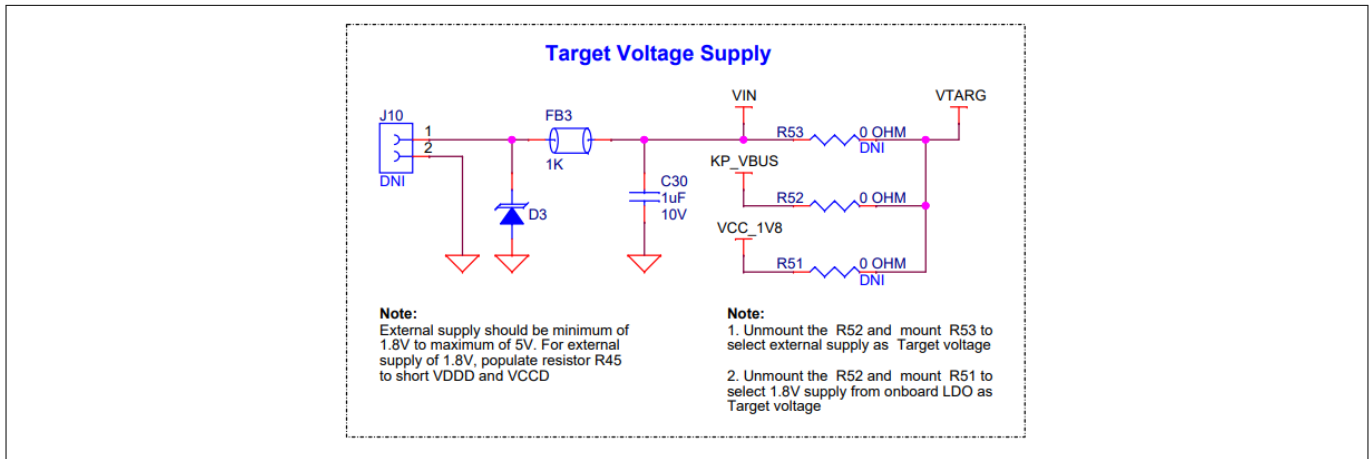 Target Voltage Supply
VIN
VTARG
J10
1
2
DNI
FB3
1K
R53
0 OHM
DNI
KP_VBUS
C30
1uF
10V
R52
0 OHM
D3
VCC_1V8
R51
0 OHM
DNI
Note:
External supply should be minimum of
1.8V to maximum of 5V. For external
supply of 1.8V, populate resistor R45
to short VDDD and VCCD
Note:
1. Unmount the R52 and mount R53 to
select external supply as Target voltage
2. Unmount the R52 and mount R51 to
select 1.8V supply from onboard LDO as
Target voltage